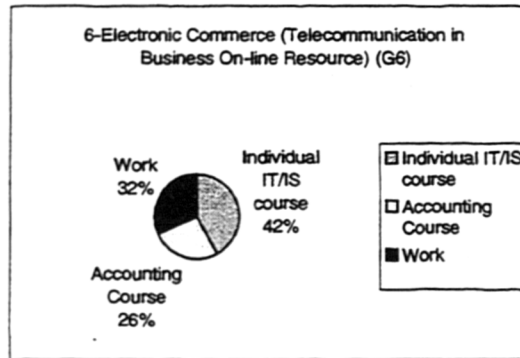 6-Electronic Commerce (Telecommunication in
Business On-line Resource) (G6)
Work
32%
Individual
IT/IS
course
42%
Accounting
Course
26%
Individual IT/IS
course
Accounting
Course
Work